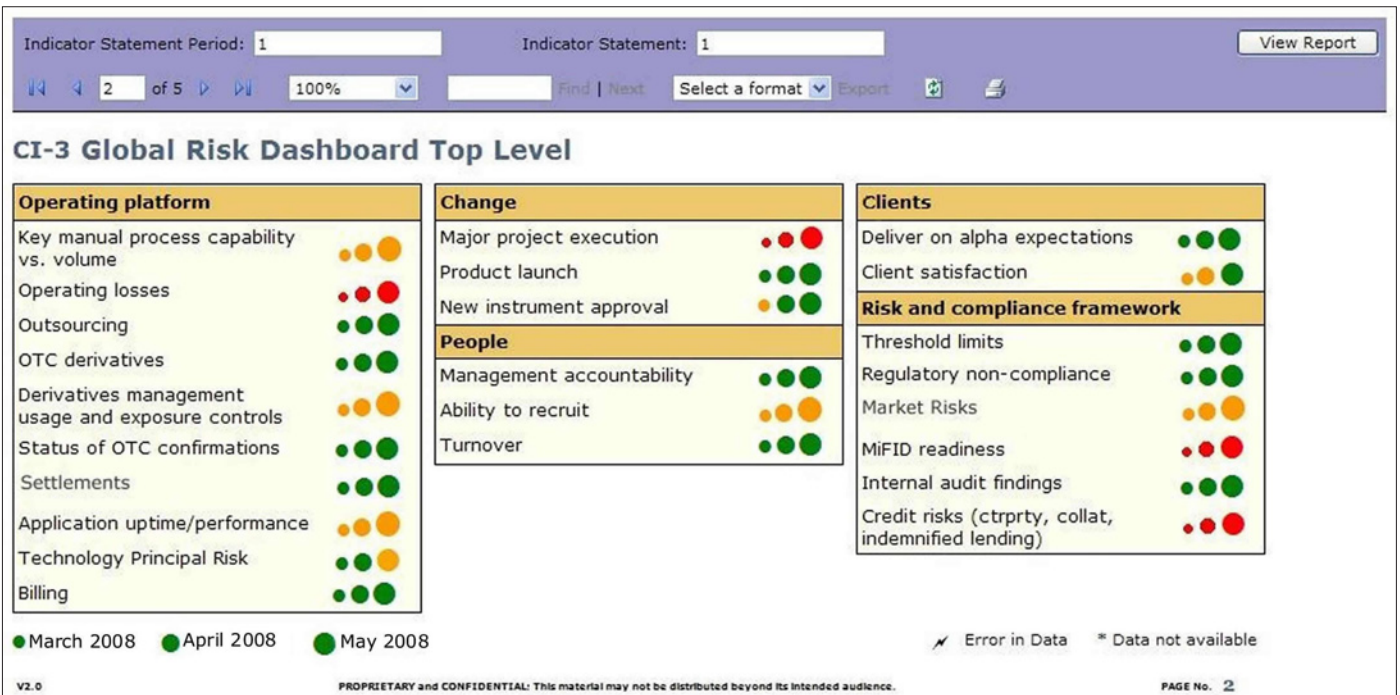 Indicator Statement Period: 1 Indicator Statement: 1 View Report
2 of 5 100% Find | Next Select a format Export
CI-3 Global Risk Dashboard Top Level
Operating platform
Key manual process capability
vs. volume
Operating losses
Outsourcing
OTC derivatives
Derivatives management
usage and exposure controls
Status of OTC confirmations
Settlements
Application uptime/performance
Technology Principal Risk
Billing
Change
Major project execution
Product launch
New instrument approval
People
Management accountability
Ability to recruit
Turnover
Clients
Deliver on alpha expectations
Client satisfaction
Risk and compliance framework
Threshold limits
Regulatory non-compliance
Market Risks
MiFID readiness
Internal audit findings
Credit risks (ctrprty, collat,
indemnified lending)
March 2008 April 2008 May 2008 Error in Data * Data not available
V2.0 PROPRIETARY and CONFIDENTIAL: This material may not be distributed beyond its intended audience. PAGE No. 2